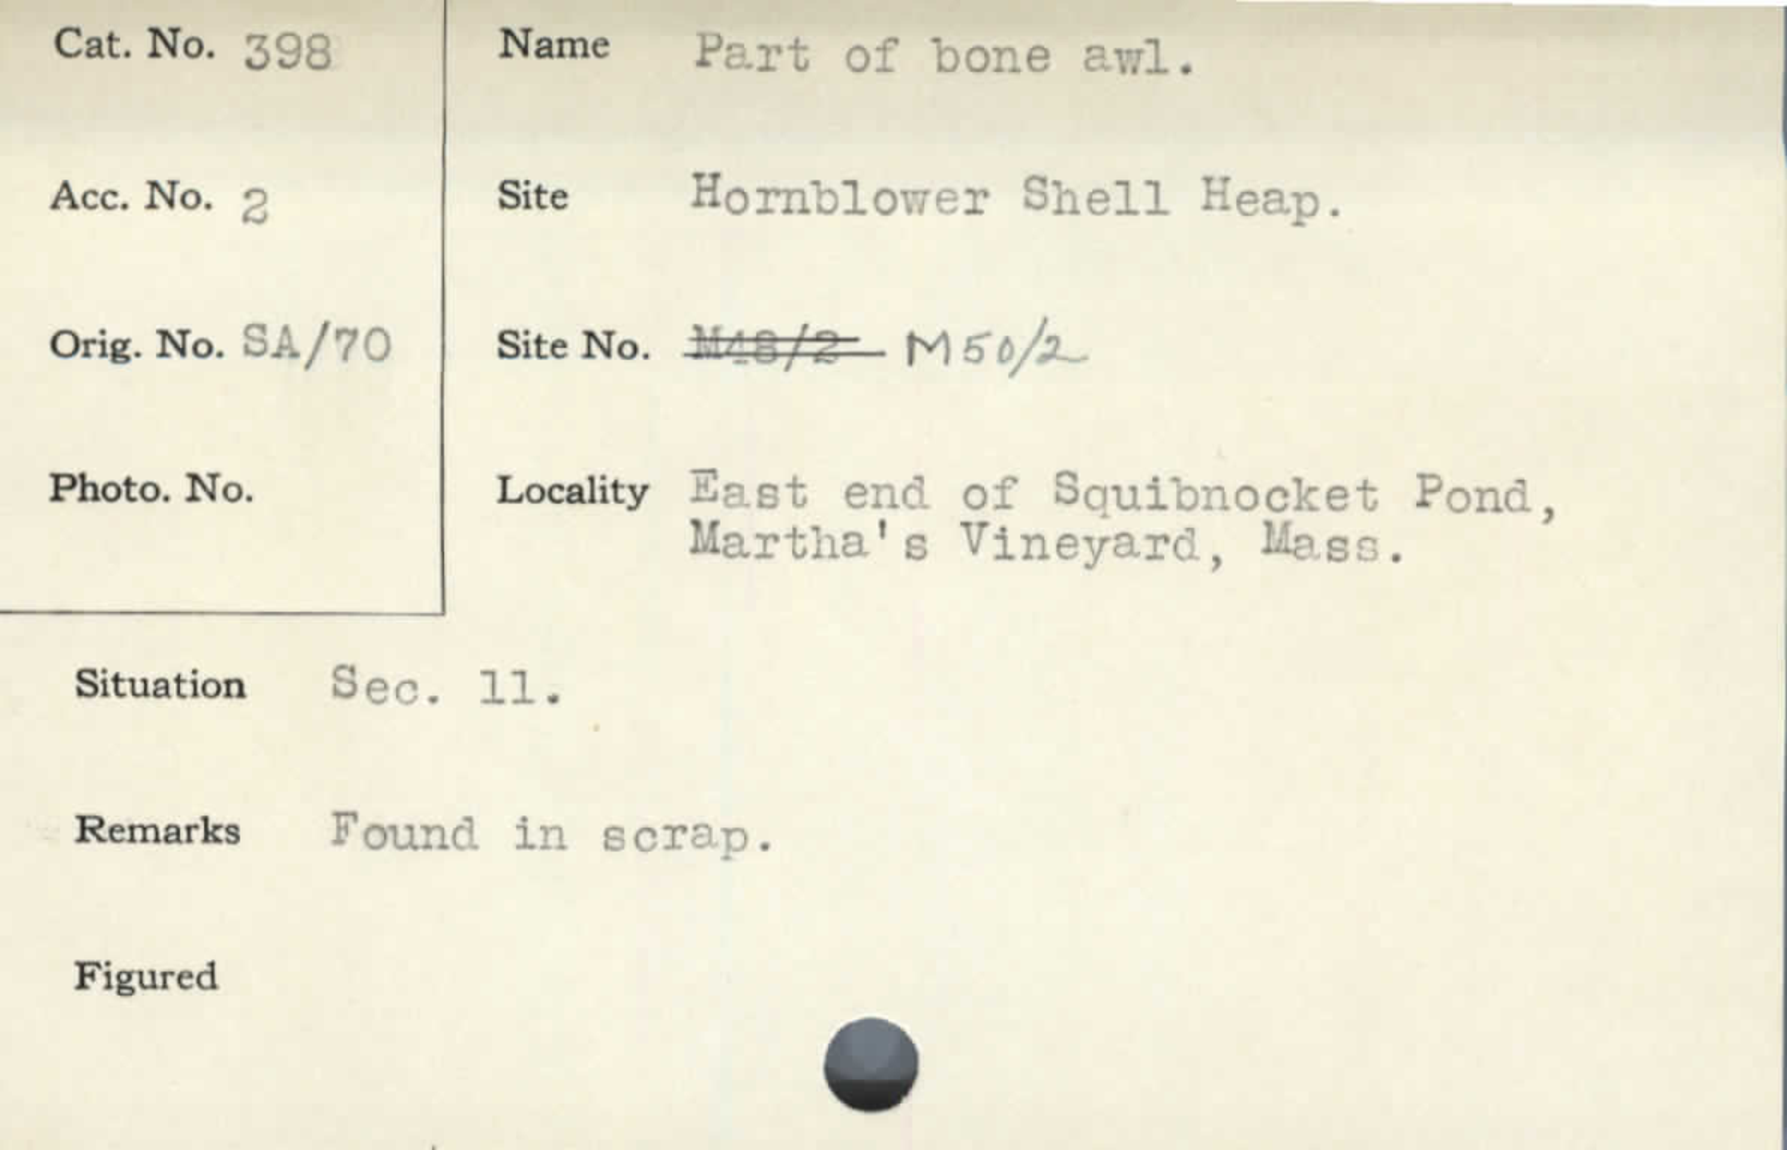 Cat. No. 398
Name Part of bone awl.
Acc. No. 2
Site Hornblower Shell Heap.
Orig. No. SA/70
Site No. M48/2 M50/2
Photo. No.
Locality East end of Squibnocket Pond,
Martha's Vineyard, Mass.
Situation Sec. 11.
Remarks Found in scrap.
Figured